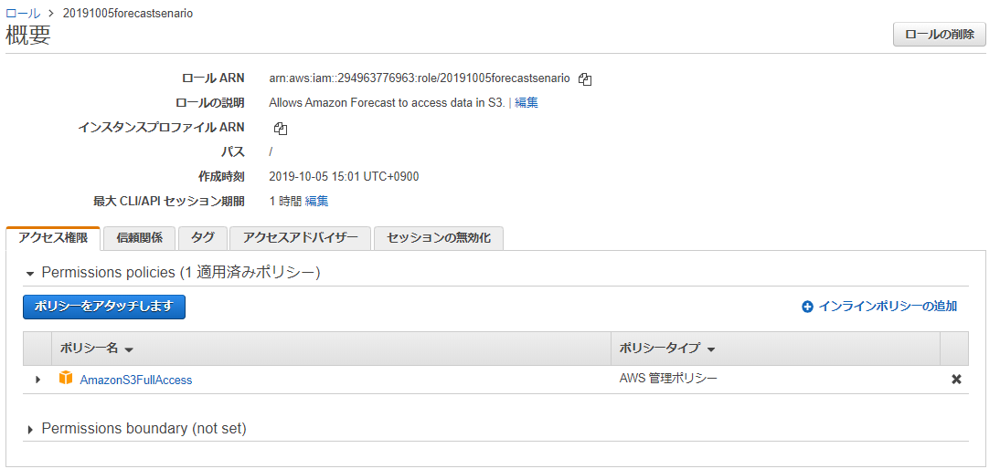 ロール > 20191005forecastsenario
概要
ロールの削除
ロール ARN arn:aws:iam::294963776963:role/20191005forecastsenario
ロールの説明 Allows Amazon Forecast to access data in S3. | 編集
インスタンスプロファイル ARN
パス /
作成時刻 2019-10-05 15:01 UTC+0900
最大 CLI/API セッション期間 1 時間 編集
アクセス権限 信頼関係 タグ アクセスアドバイザー セッションの無効化
Permissions policies (1 適用済みポリシー)
ポリシーをアタッチします インラインポリシーの追加
ポリシー名 ポリシータイプ
AmazonS3FullAccess AWS 管理ポリシー
Permissions boundary (not set)